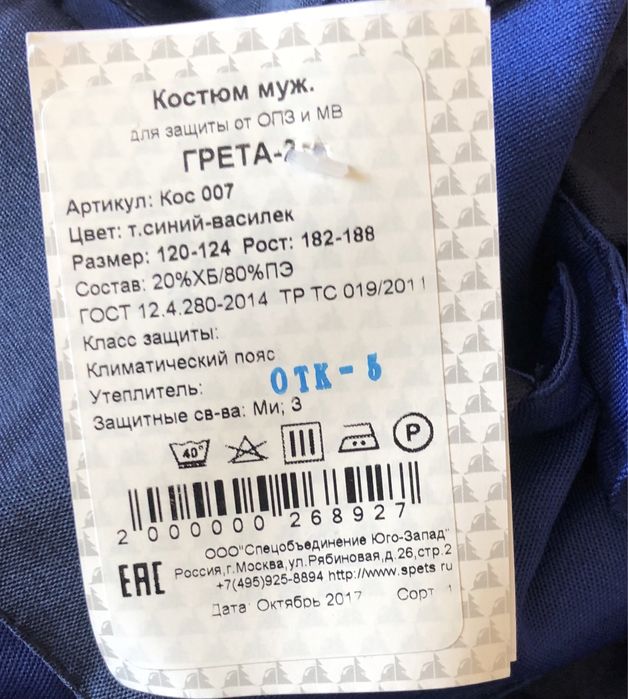 Костюм муж.
для защиты от ОПЗ и МВ
ГРЕТА-
Артикул: Кос 007
Цвет: т.синий-василек
Размер: 120-124 Рост: 182-188
Состав: 20%ХБ/80%ПЭ
ГОСТ 12.4.280-2014 ТР ТС 019/2011
Класс защиты:
Климатический пояс
Утеплитель:
ОТК-5
Защитные св-ва: Ми; З
40°
P
2 000000 268927
ООО"Спецобъединение Юго-Запад"
Россия,г.Москва,ул.Рябиновая,д.26,стр.2
+7(495)925-8894 http://www.spets.ru
EAC
Дата: Октябрь 2017 Сорт 1